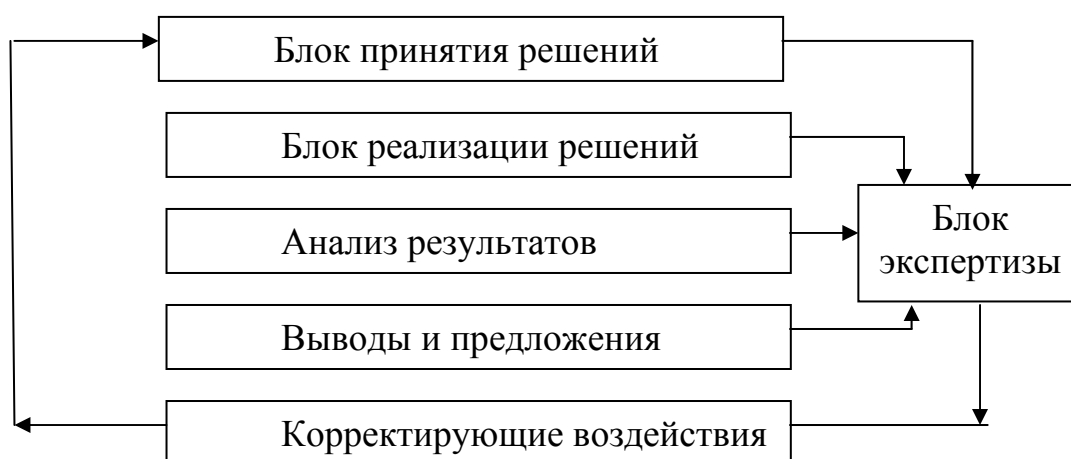 Блок принятия решений
Блок реализации решений
Анализ результатов
Выводы и предложения
Корректирующие воздействия
Блок
экспертизы